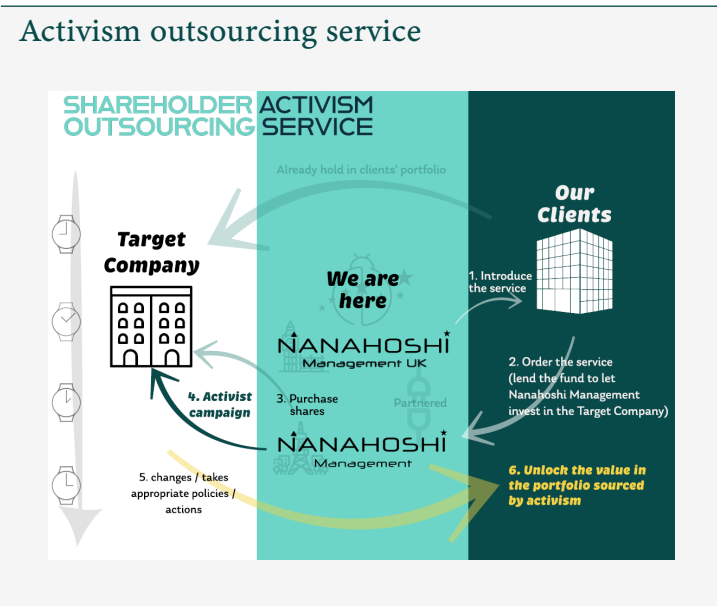 Activism outsourcing service
SHAREHOLDER ACTIVISM
OUTSOURCING SERVICE
Already hold in clients' portfolio
Our
Clients
Target
Company
We are
here
1. Introduce
the service
NANAHOSHI
Management UK
2. Order the service
(lend the fund to let
Nanahoshi Management
invest in the Target Company)
3. Purchase
shares
4. Activist
campaign
Partnered
NANAHOSHI
Management
5. changes / takes
appropriate policies /
actions
6. Unlock the value in
the portfolio sourced
by activism